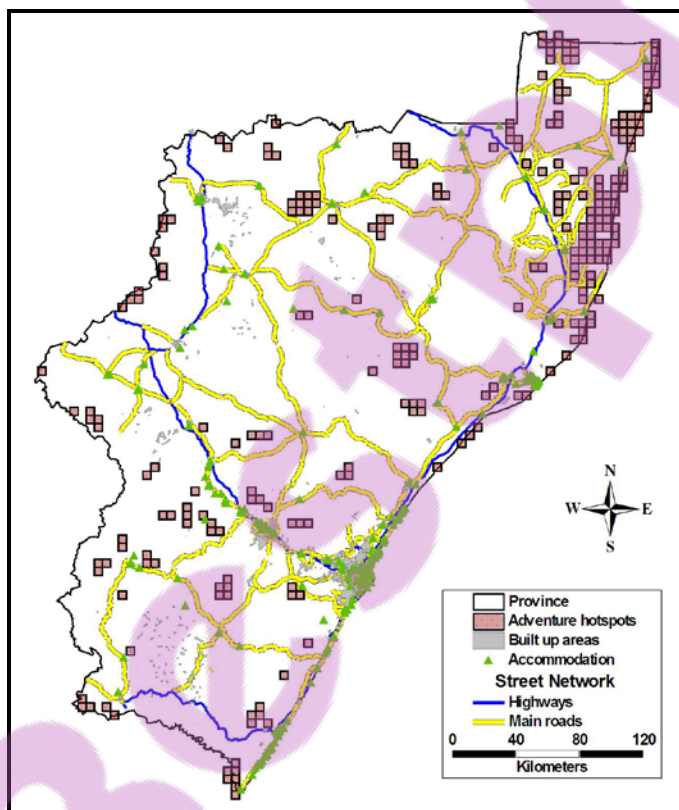 N
W E
S
Province
Adventure hotspots
Built up areas
Accommodation
Street Network
Highways
Main roads
0 40 80 120
Kilometers